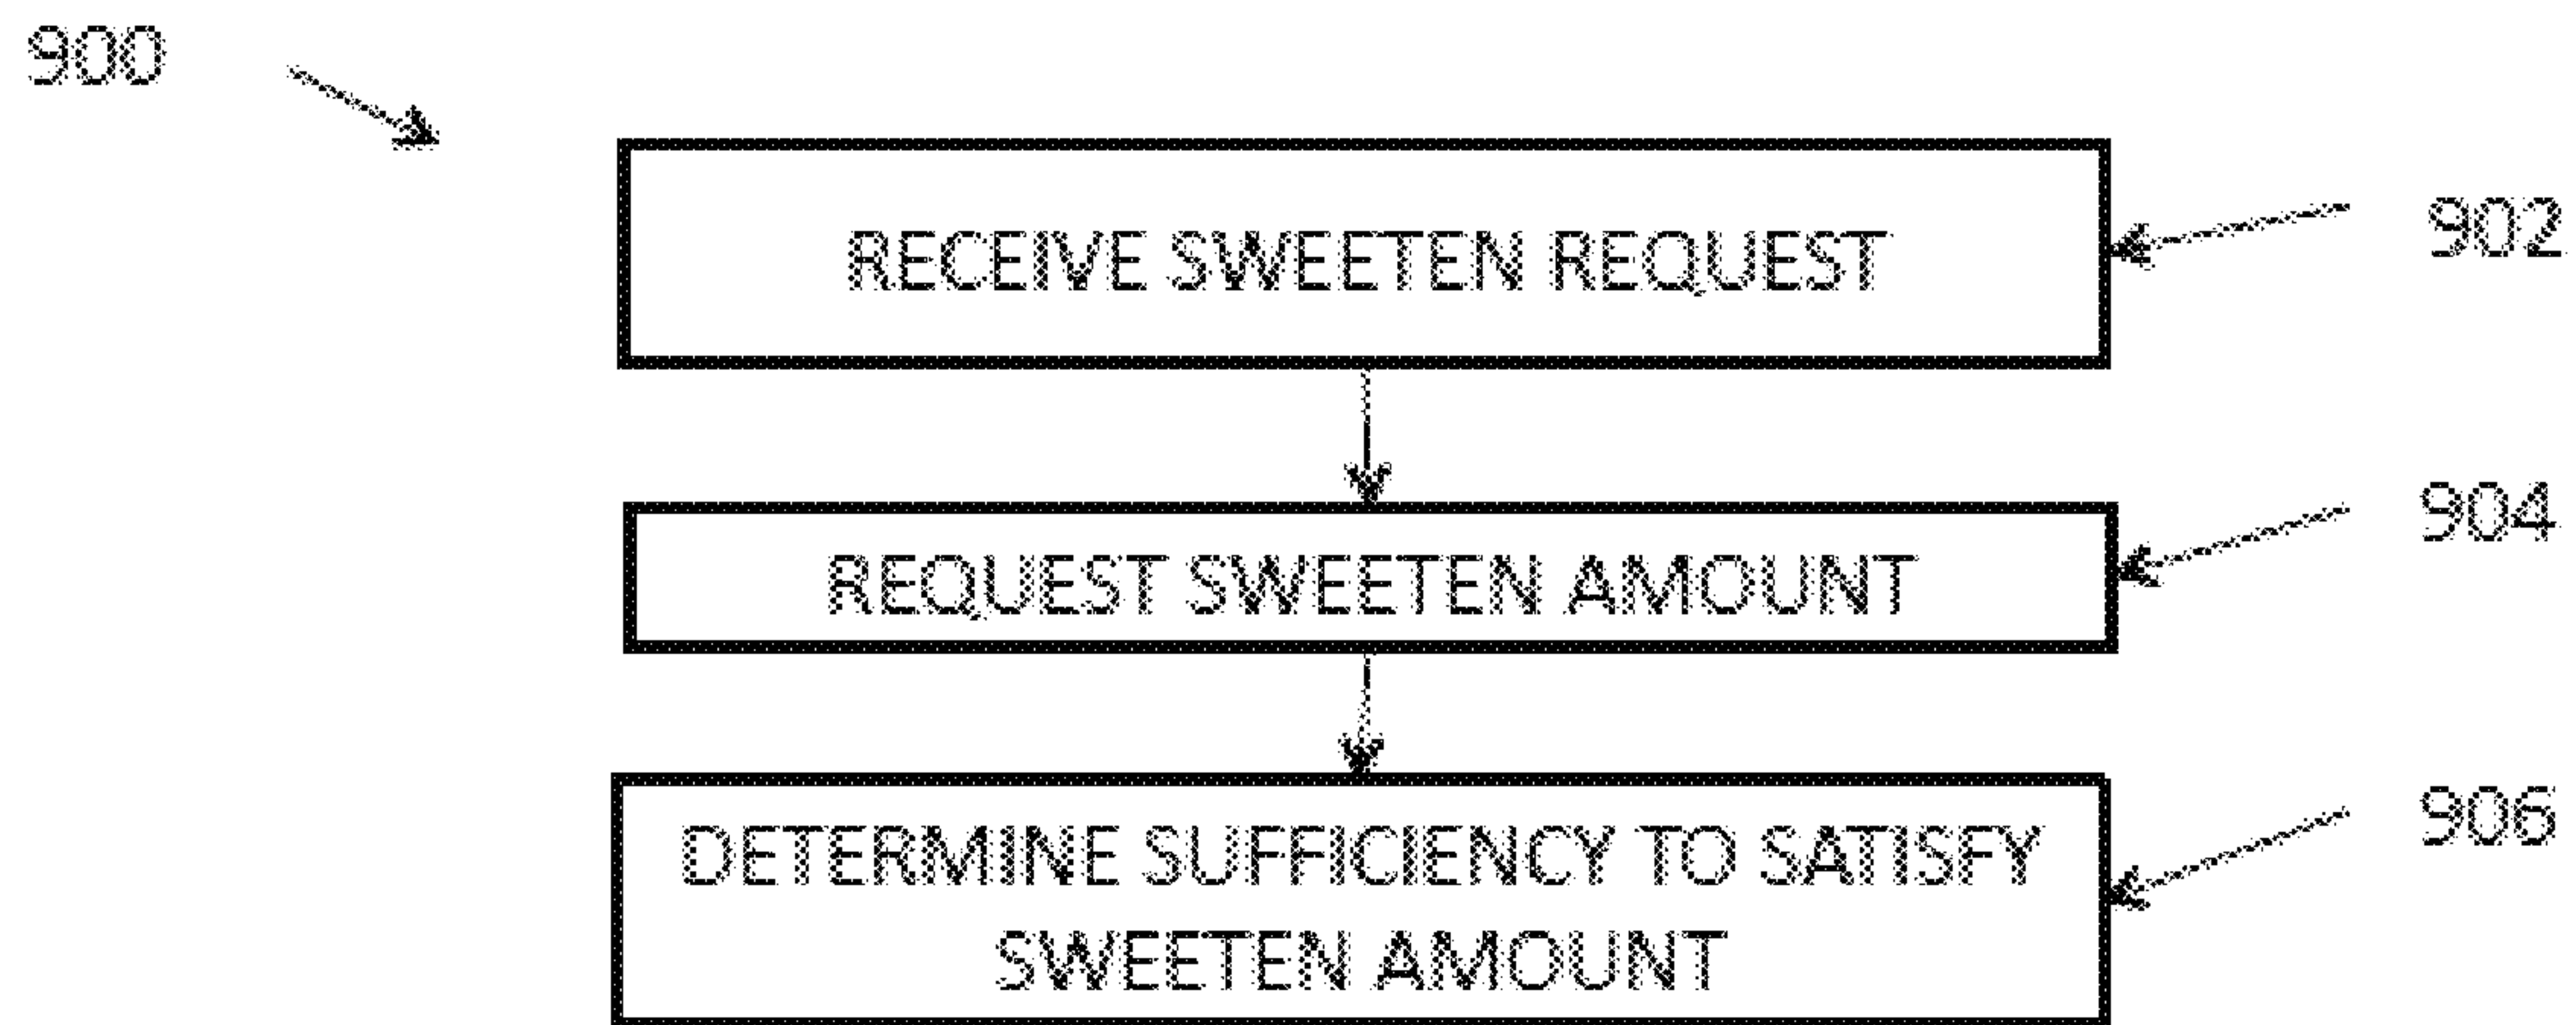 900
RECEIVE SWEETEN REQUEST
902
REQUEST SWEETEN AMOUNT
904
DETERMINE SUFFICIENCY TO SATISFY
SWEETEN AMOUNT
906